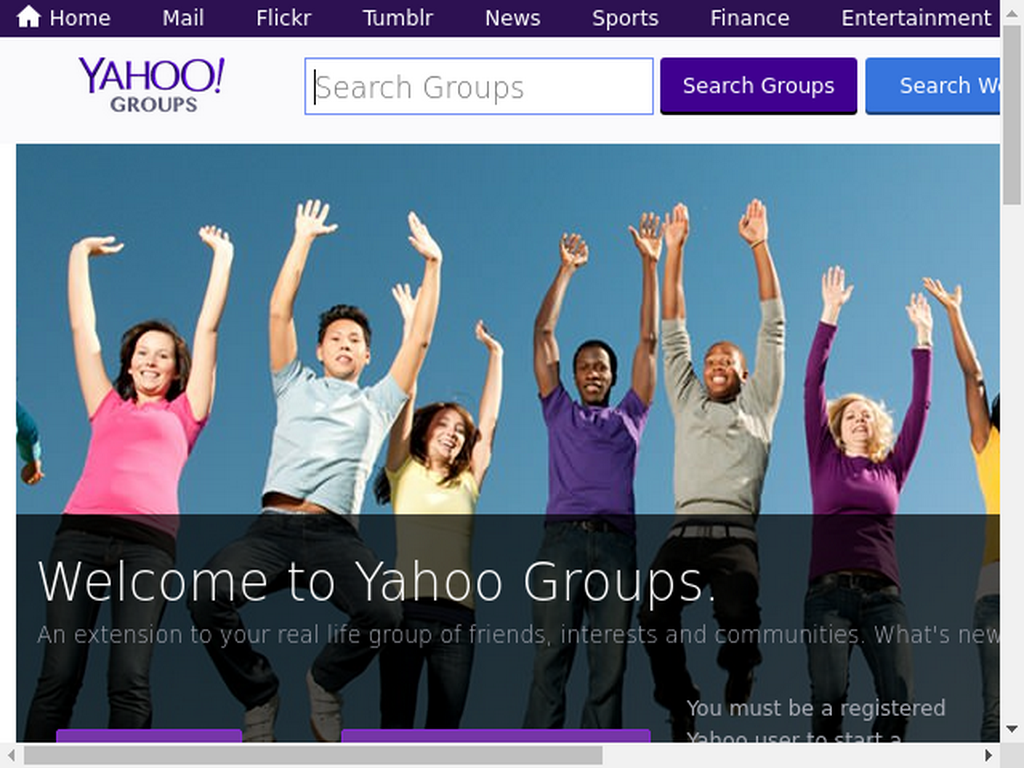 Home Mail Flickr Tumblr News Sports Finance Entertainment
YAHOO!
GROUPS
Search Groups
Search Groups
Search We
Welcome to Yahoo Groups.
An extension to your real life group of friends, interests and communities. What's new
You must be a registered
Yahoo user to start a